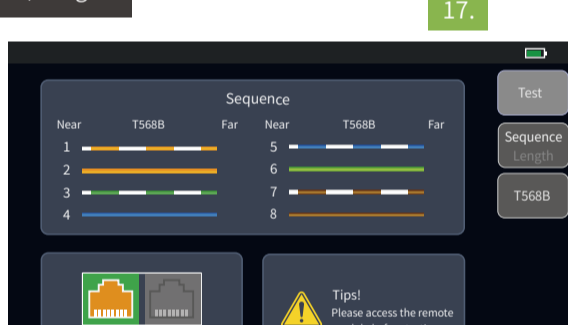 17.
Test
Sequence
Near T568B Far Near T568B Far
1 5
2 6
3 7
4 8
Sequence
Length
T568B
Tips!
Please access the remote